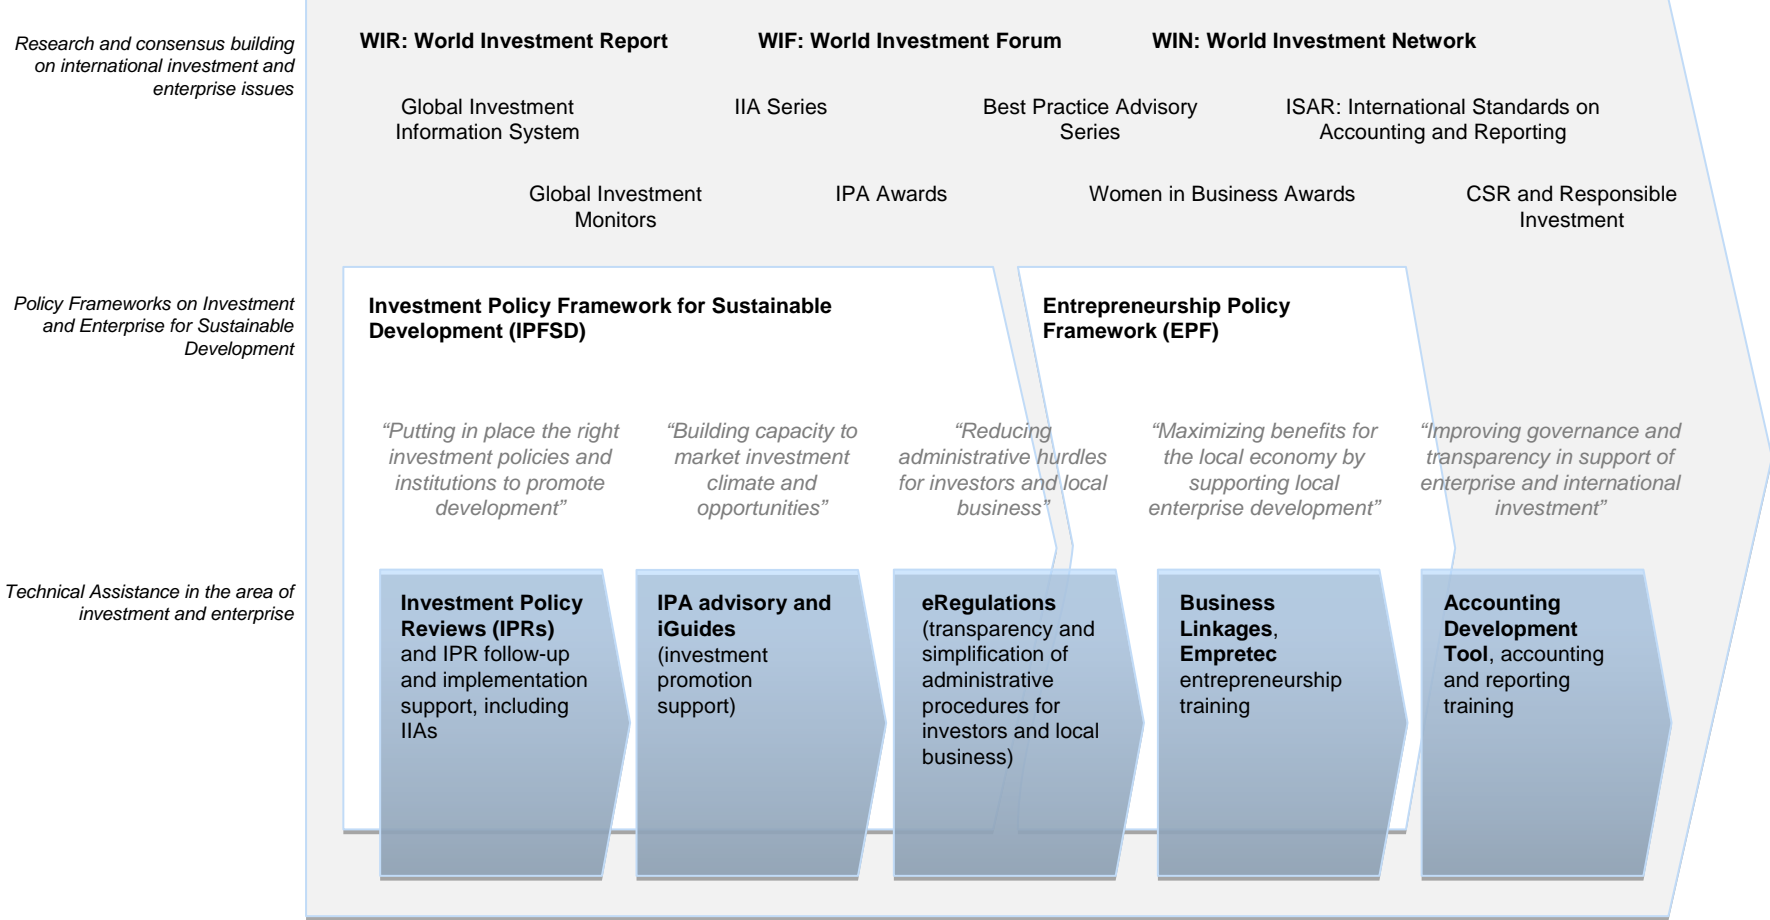 Research and consensus building
on international investment and
enterprise issues
WIR: World Investment Report
WIF: World Investment Forum
WIN: World Investment Network
Global Investment
Information System
IIA Series
Best Practice Advisory
Series
ISAR: International Standards on
Accounting and Reporting
Global Investment
Monitors
IPA Awards
Women in Business Awards
CSR and Responsible
Investment
Policy Frameworks on Investment
and Enterprise for Sustainable
Development
Investment Policy Framework for Sustainable
Development (IPFSD)
Entrepreneurship Policy
Framework (EPF)
“Putting in place the right
investment policies and
institutions to promote
development”
“Building capacity to
market investment
climate and
opportunities”
“Reducing
administrative hurdles
for investors and local
business”
“Maximizing benefits for
the local economy by
supporting local
enterprise development”
“Improving governance and
transparency in support of
enterprise and international
investment”
Technical Assistance in the area of
investment and enterprise
Investment Policy
Reviews (IPRs)
and IPR follow-up
and implementation
support, including
IIAs
IPA advisory and
iGuides
(investment
promotion
support)
eRegulations
(transparency and
simplification of
administrative
procedures for
investors and local
business)
Business
Linkages,
Empretec
entrepreneurship
training
Accounting
Development
Tool, accounting
and reporting
training